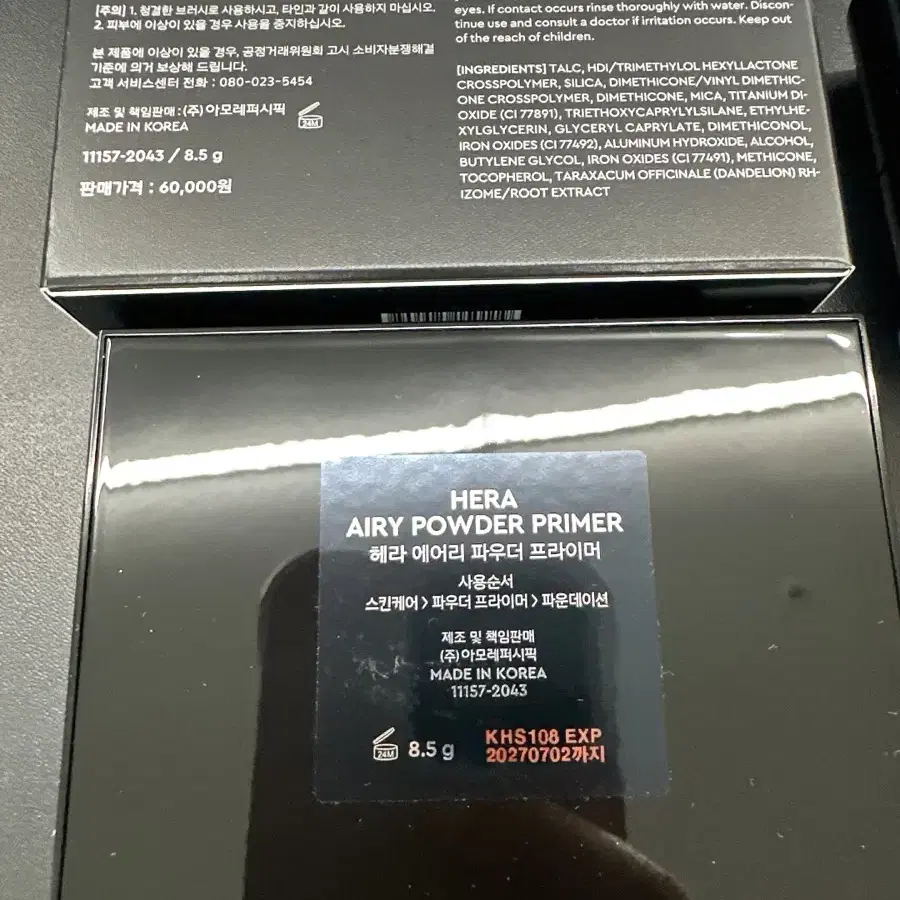 [주의] 1. 청결한 브러시로 사용하시고, 타인과 같이 사용하지 마십시오.
2. 피부에 이상이 있을 경우 사용을 중지하십시오.
본 제품에 이상이 있을 경우, 공정거래위원회 고시 소비자분쟁해결
기준에 의거 보상해 드립니다.
고객 서비스센터 전화 : 080-023-5454
제조 및 책임판매 : (주)아모레퍼시픽
24M
MADE IN KOREA
11157-2043 / 8.5 g
판매가격 : 60,000원
eyes. If contact occurs rinse thoroughly with water. Discon-
tinue use and consult a doctor if irritation occurs. Keep out
of the reach of children.
[INGREDIENTS] TALC, HDI/TRIMETHYLOL HEXYLLACTONE
CROSSPOLYMER, SILICA, DIMETHICONE/VINYL DIMETHIC-
ONE CROSSPOLYMER, DIMETHICONE, MICA, TITANIUM DI-
OXIDE (CI 77891), TRIETHOXYCAPRYLYLSILANE, ETHYLHE-
XYLGLYCERIN, GLYCERYL CAPRYLATE, DIMETHICONOL,
IRON OXIDES (CI 77492), ALUMINUM HYDROXIDE, ALCOHOL,
BUTYLENE GLYCOL, IRON OXIDES (CI 77491), METHICONE,
TOCOPHEROL, TARAXACUM OFFICINALE (DANDELION) RH-
IZOME/ROOT EXTRACT
HERA
AIRY POWDER PRIMER
헤라 에어리 파우더 프라이머
사용순서
스킨케어 > 파우더 프라이머 > 파운데이션
제조 및 책임판매
(주)아모레퍼시픽
MADE IN KOREA
11157-2043
24M 8.5 g
KHS108 EXP
20270702까지